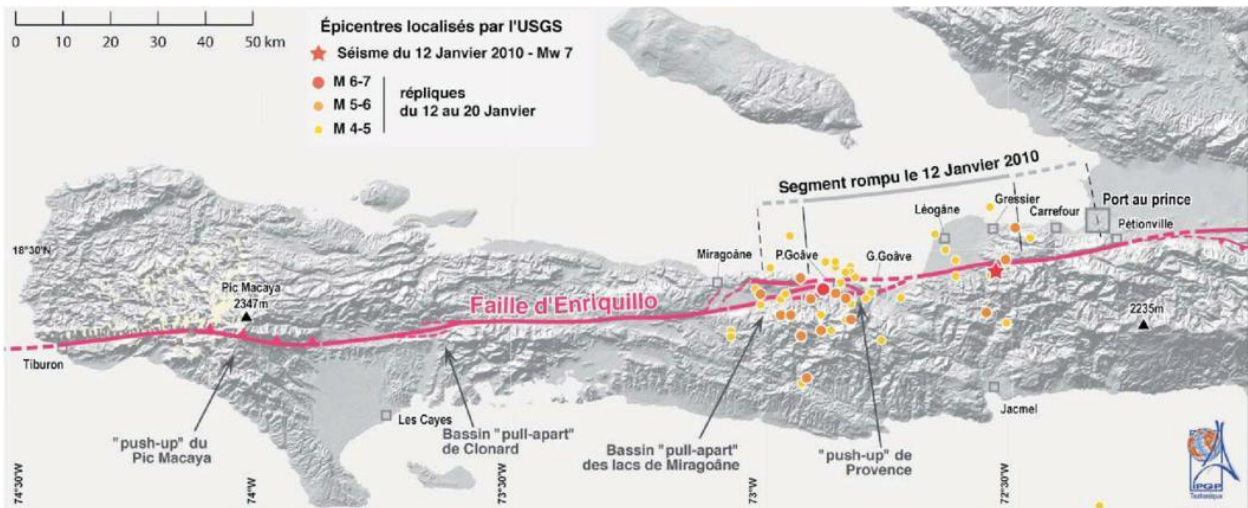 0 10 20 30 40 50 km
Épicentres localisés par l'USGS
Séisme du 12 Janvier 2010 - Mw 7
M 6-7
M 5-6
M 4-5
répliques
du 12 au 20 Janvier
Segment rompu le 12 Janvier 2010
Port au prince
Gressier
Léogâne
Carrefour
Pétionville
18°30'N
Miragoâne
P.Goâve
G.Goâve
Pic Macaya
2347m
Faille d'Enriquillo
2235m
Tiburon
Les Cayes
Jacmel
"push-up" du
Pic Macaya
Bassin "pull-apart"
de Clonard
Bassin "pull-apart"
des lacs de Miragoâne
"push-up" de
Provence
74°30'W
74°W
73°30'W
73°W
72°30'W
IPGP
Tectonique